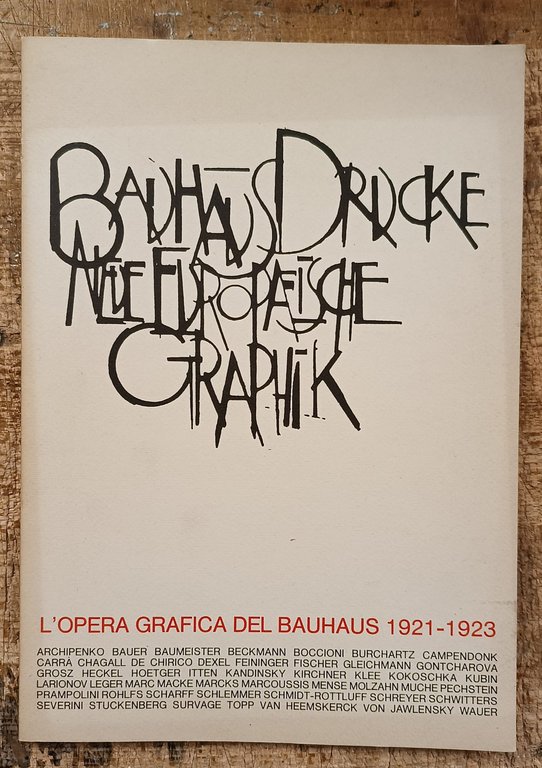 BAUHAUS DRUCKE
NEUE EUROPAEISCHE
GRAPHIK
L'OPERA GRAFICA DEL BAUHAUS 1921-1923
ARCHIPENKO BAUER BAUMEISTER BECKMANN BOCCIONI BURCHARTZ CAMPENDONK
CARRÀ CHAGALL DE CHIRICO DEXEL FEININGER FISCHER GLEICHMANN GONTCHAROVA
GROSZ HECKEL HOETGER ITTEN KANDINSKY KIRCHNER KLEE KOKOSCHKA KUBIN
LARIONOV LEGER MARC MACKE MARCKS MARCOUSSIS MENSE MOLZAHN MUCHE PECHSTEIN
PRAMPOLINI ROHLFS SCHARFF SCHLEMMER SCHMIDT-ROTTLUFF SCHREYER SCHWITTERS
SEVERINI STUCKENBERG SURVAGE TOPP VAN HEEMSKERCK VON JAWLENSKY WAUER